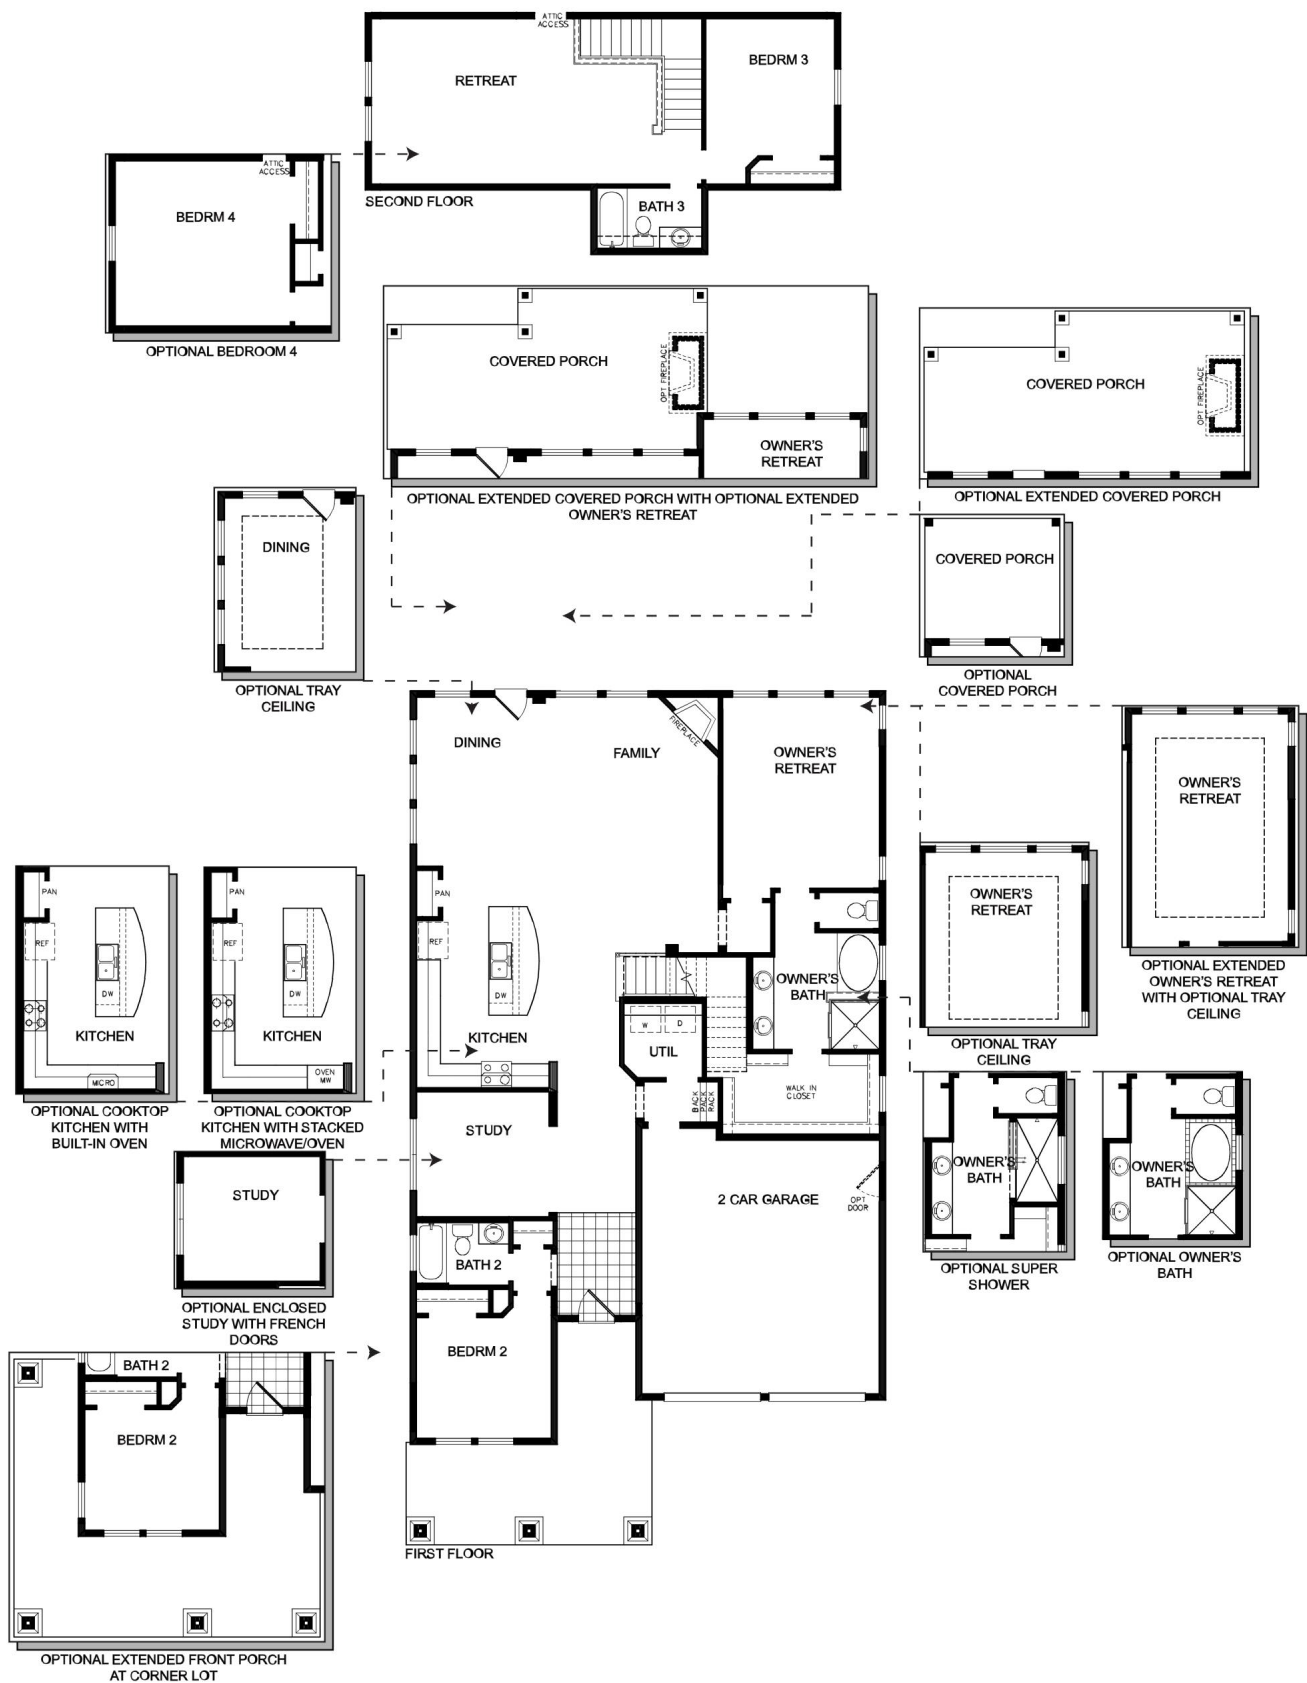 ATTIC
ACCESS
BEDRM 3
RETREAT
SECOND FLOOR
BATH 3
ATTIC
ACCESS
BEDRM 4
OPTIONAL BEDROOM 4
COVERED PORCH
OPT FIREPLACE
OWNER'S
RETREAT
OPTIONAL EXTENDED COVERED PORCH WITH OPTIONAL EXTENDED
OWNER'S RETREAT
COVERED PORCH
OPT FIREPLACE
OPTIONAL EXTENDED COVERED PORCH
DINING
OPTIONAL TRAY
CEILING
COVERED PORCH
OPTIONAL
COVERED PORCH
DINING
FAMILY
FIREPLACE
OWNER'S
RETREAT
OWNER'S
RETREAT
OPTIONAL EXTENDED
OWNER'S RETREAT
WITH OPTIONAL TRAY
CEILING
OWNER'S
RETREAT
OPTIONAL TRAY
CEILING
PAN
REF
DW
KITCHEN
MICRO
OPTIONAL COOKTOP
KITCHEN WITH
BUILT-IN OVEN
PAN
REF
DW
KITCHEN
OVEN
MW
OPTIONAL COOKTOP
KITCHEN WITH STACKED
MICROWAVE/OVEN
PAN
REF
DW
KITCHEN
OWNER'S
BATH
W
D
UTIL
BACK
PACK
RACK
WALK IN
CLOSET
STUDY
2 CAR GARAGE
OPT
DOOR
OWNER'S
BATH
OPTIONAL SUPER
SHOWER
OWNER'S
BATH
OPTIONAL OWNER'S
BATH
STUDY
OPTIONAL ENCLOSED
STUDY WITH FRENCH
DOORS
BATH 2
BEDRM 2
FIRST FLOOR
BATH 2
BEDRM 2
OPTIONAL EXTENDED FRONT PORCH
AT CORNER LOT